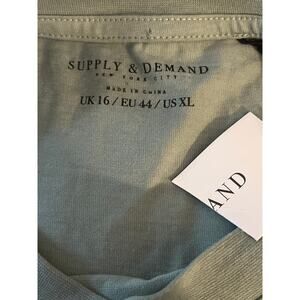 SUPPLY & DEMAND
NEW YORK CITY
MADE IN CHINA
UK 16 / EU 44 / US XL
AND